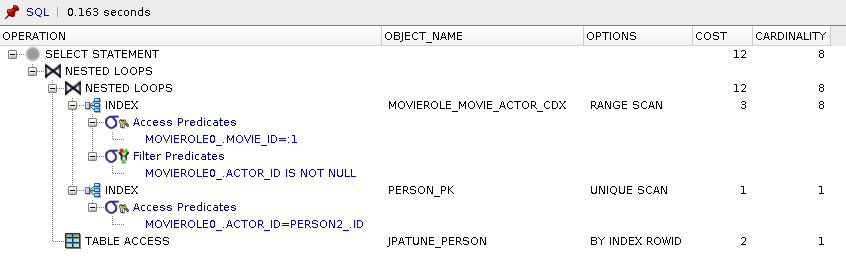 SQL | 0.163 seconds
OPERATION OBJECT_NAME OPTIONS COST CARDINALITY
SELECT STATEMENT 12 8
NESTED LOOPS
NESTED LOOPS 12 8
INDEX MOVIEROLE_MOVIE_ACTOR_CDX RANGE SCAN 3 8
Access Predicates
MOVIEROLE0_.MOVIE_ID=:1
Filter Predicates
MOVIEROLE0_.ACTOR_ID IS NOT NULL
INDEX PERSON_PK UNIQUE SCAN 1 1
Access Predicates
MOVIEROLE0_.ACTOR_ID=PERSON2_.ID
TABLE ACCESS JPATUNE_PERSON BY INDEX ROWID 2 1